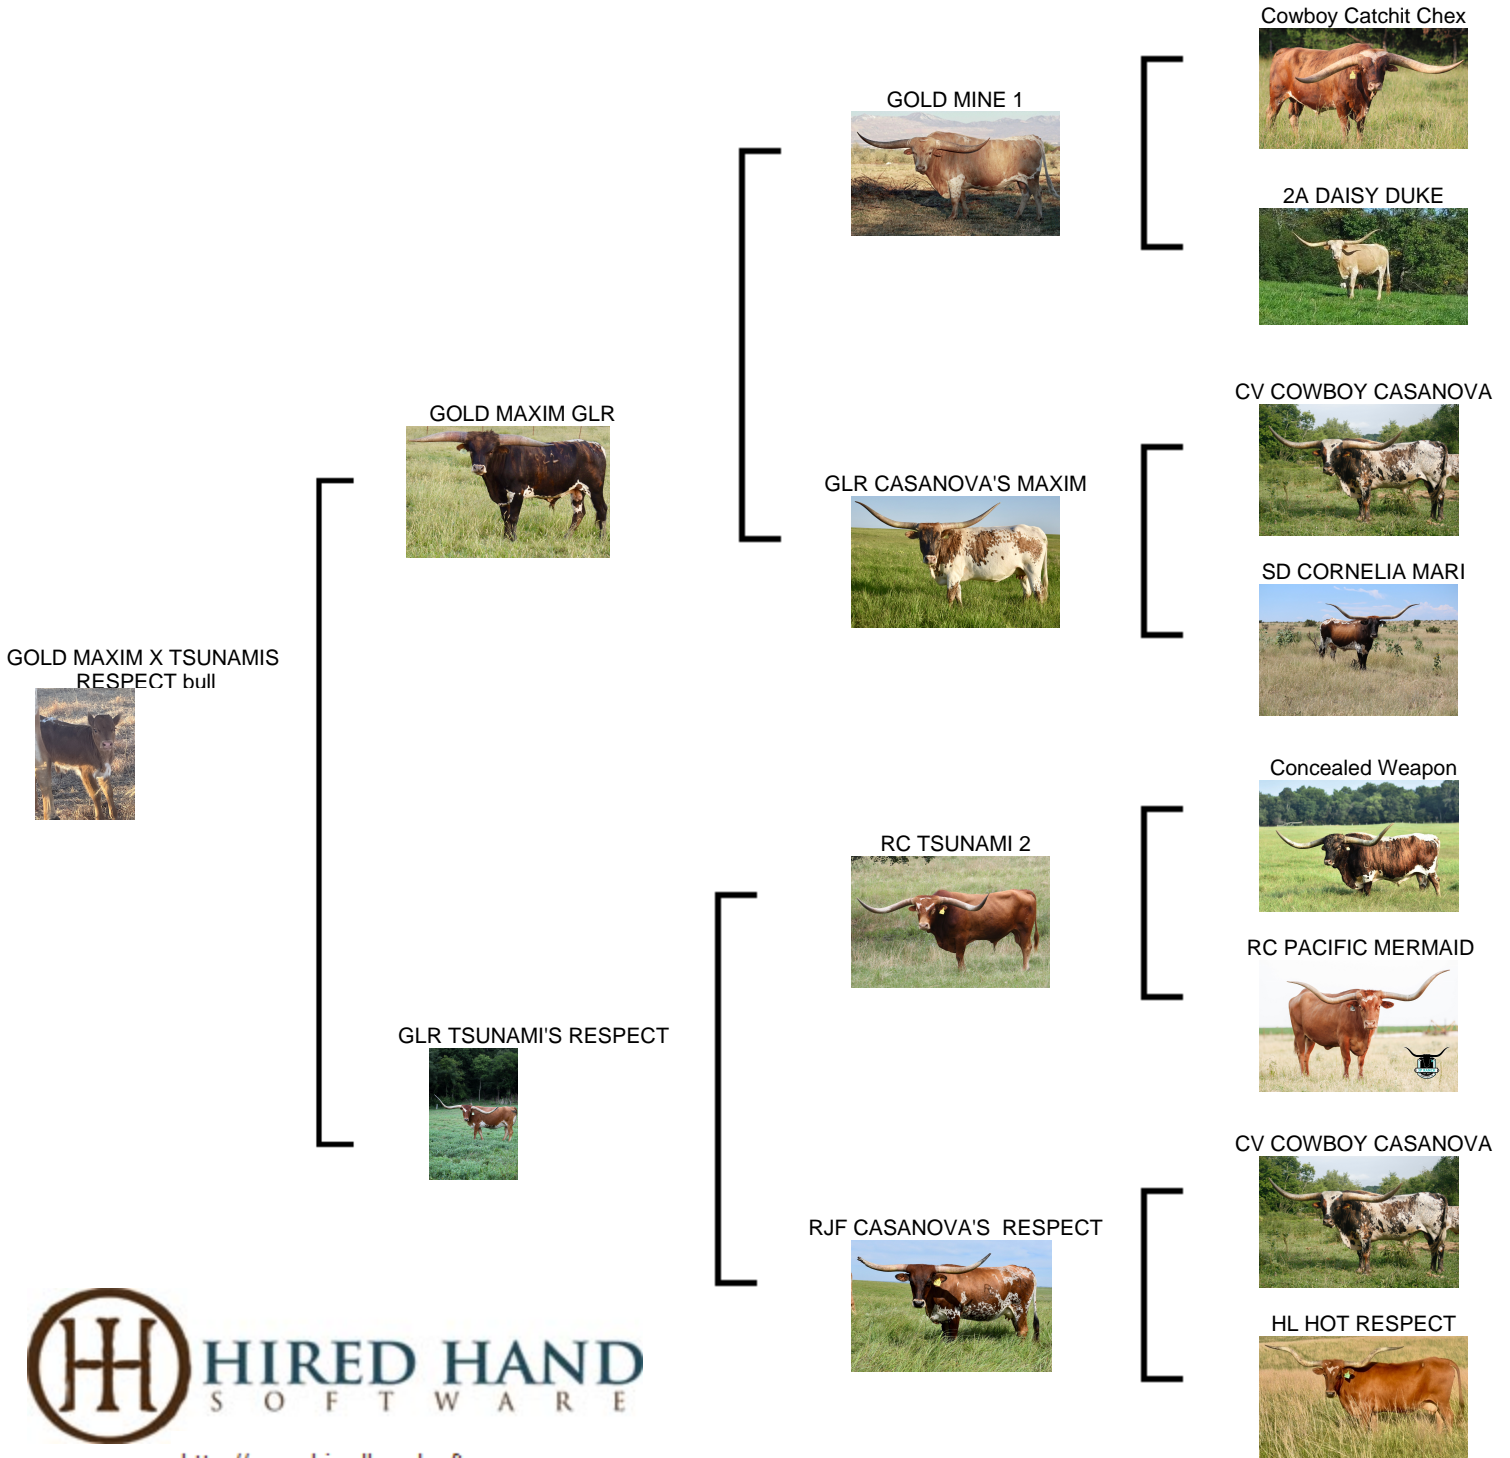 Cowboy Catchit Chex
GOLD MINE 1
2A DAISY DUKE
CV COWBOY CASANOVA
GOLD MAXIM GLR
GLR CASANOVA'S MAXIM
SD CORNELIA MARI
GOLD MAXIM X TSUNAMIS
RESPECT bull
Concealed Weapon
RC TSUNAMI 2
RC PACIFIC MERMAID
GLR TSUNAMI'S RESPECT
CV COWBOY CASANOVA
RJF CASANOVA'S  RESPECT
HL HOT RESPECT
HIRED HAND
SOFTWARE